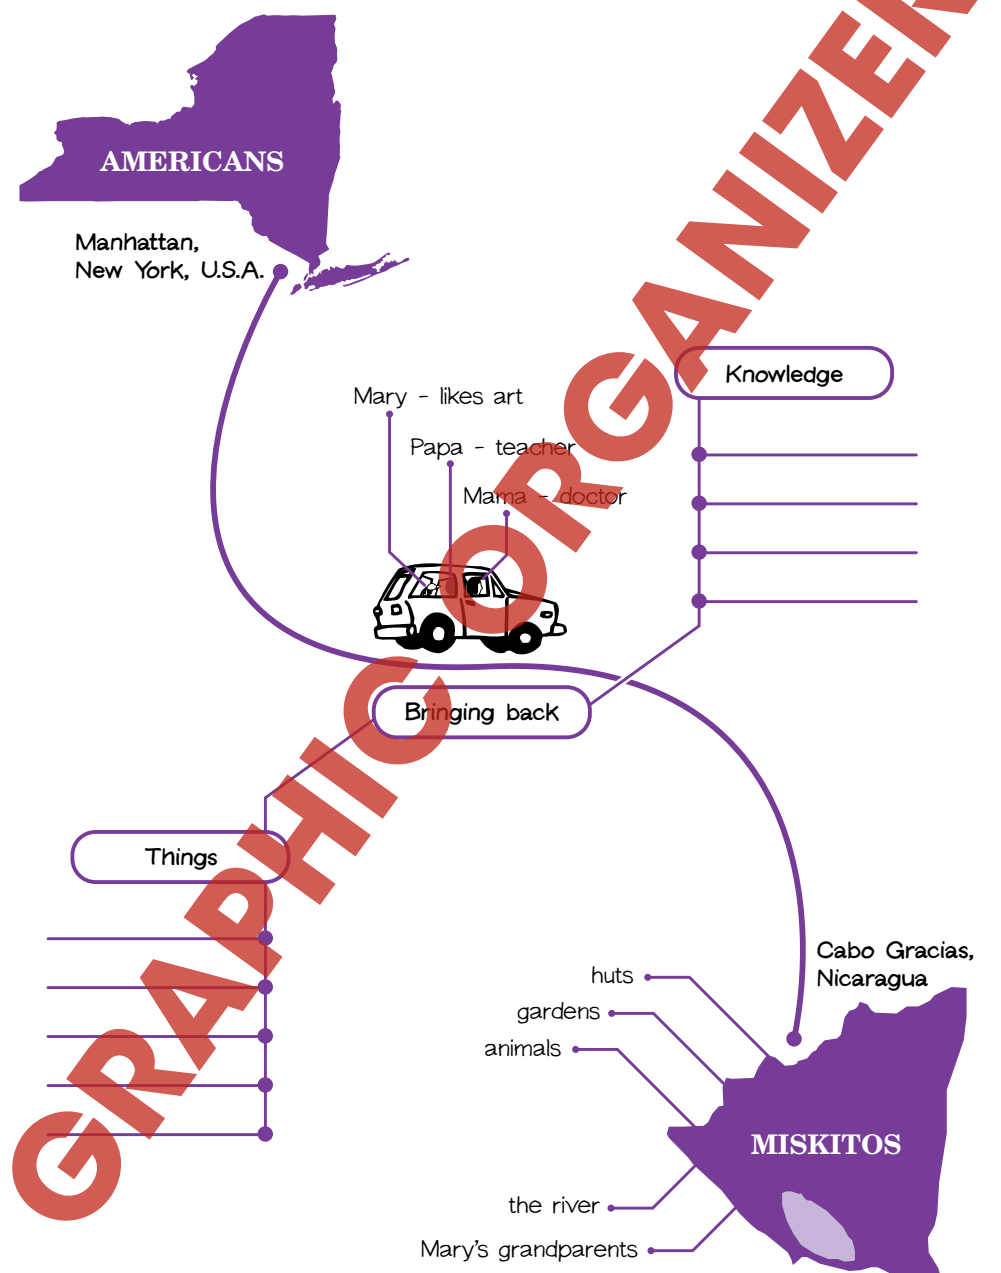 AMERICANS
Manhattan,
New York, U.S.A.
Knowledge
Mary - likes art
Papa - teacher
Mama - doctor
Bringing back
Things
GRAPHIC ORGANIZER
Cabo Gracias,
Nicaragua
huts
gardens
animals
MISKITOS
the river
Mary's grandparents